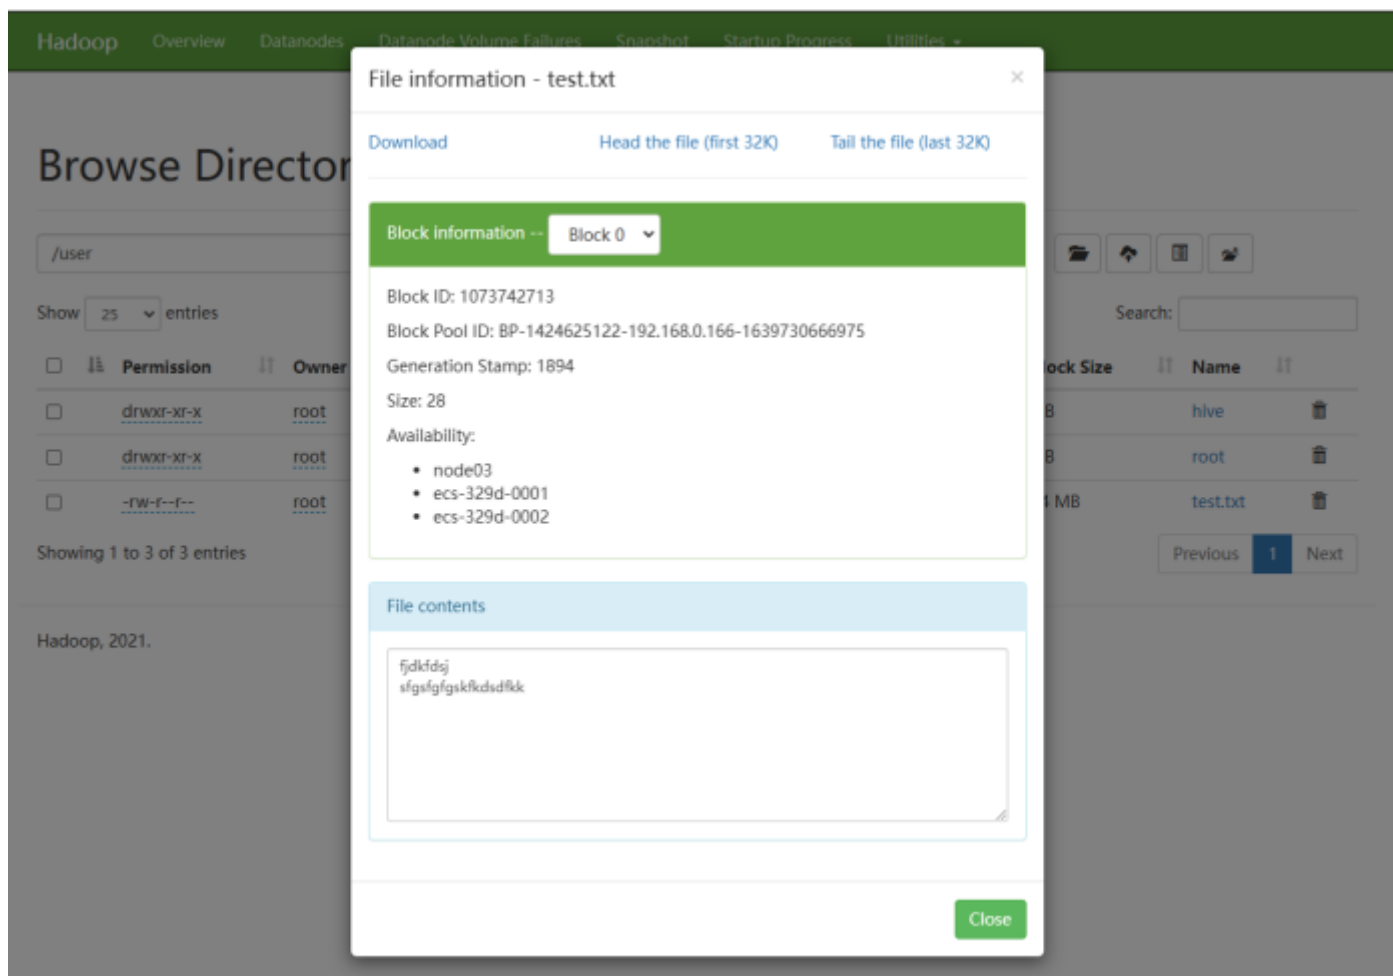 Hadoop Overview Datanodes Datanode Volume Failures Snapshot Startup Progress Utilities
File information - test.txt ×
Download Head the file (first 32K) Tail the file (last 32K)
Browse Director
Block information -- Block 0
/user
Block ID: 1073742713
Show 25 entries Search:
Block Pool ID: BP-1424625122-192.168.0.166-1639730666975
Permission Owner ock Size Name
Generation Stamp: 1894
Size: 28
drwxr-xr-x root B hive
Availability:
drwxr-xr-x root B root
• node03
• ecs-329d-0001
• ecs-329d-0002
-rw-r--r-- root MB test.txt
Showing 1 to 3 of 3 entries Previous 1 Next
File contents
Hadoop, 2021.
fjdkfdsj
sfgsfgfgskfkdsdfkk
Close